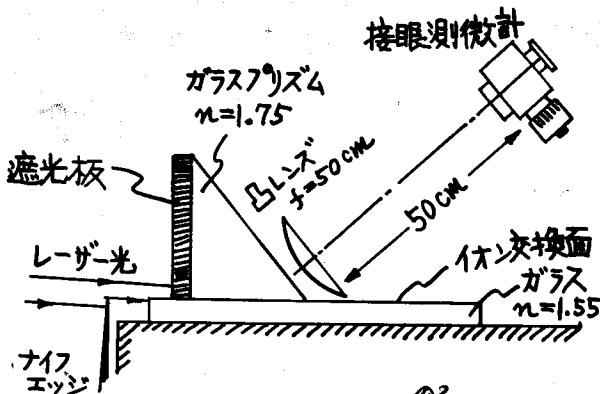 接眼測微計
ガラスプリズム
n=1.75
凸レンズ
f=50cm
遮光板
50cm
レーザー光
イオン交換面
ガラス
n=1.55
ナイフ
エッジ